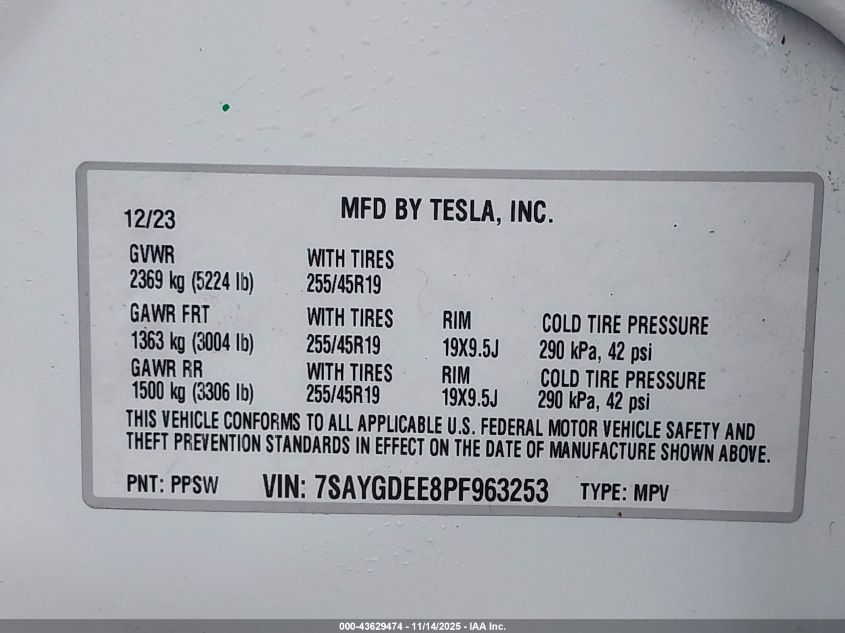 MFD BY TESLA, INC.
12/23
GVWR WITH TIRES
2369 kg (5224 lb) 255/45R19
GAWR FRT WITH TIRES RIM COLD TIRE PRESSURE
1363 kg (3004 lb) 255/45R19 19X9.5J 290 kPa, 42 psi
GAWR RR WITH TIRES RIM COLD TIRE PRESSURE
1500 kg (3306 lb) 255/45R19 19X9.5J 290 kPa, 42 psi
THIS VEHICLE CONFORMS TO ALL APPLICABLE U.S. FEDERAL MOTOR VEHICLE SAFETY AND
THEFT PREVENTION STANDARDS IN EFFECT ON THE DATE OF MANUFACTURE SHOWN ABOVE.
PNT: PPSW VIN: 7SAYGDEE8PF963253 TYPE: MPV
000-43629474 - 11/14/2025 - IAA Inc.